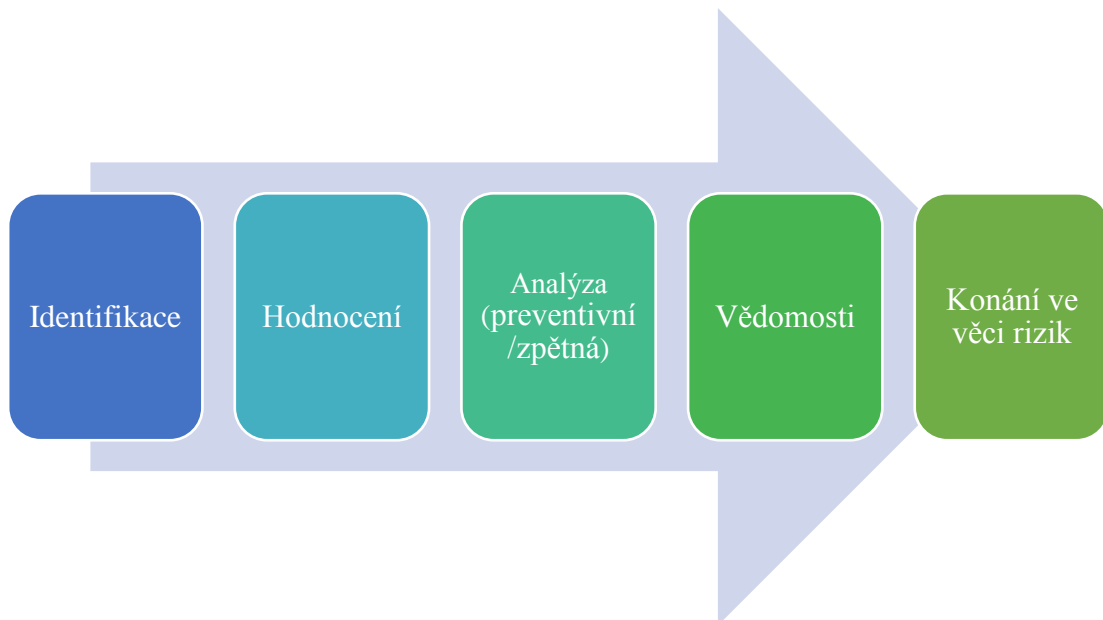 Identifikace
Hodnocení
Analýza
(preventivní
/zpětná)
Vědomosti
Konání ve
věci rizik